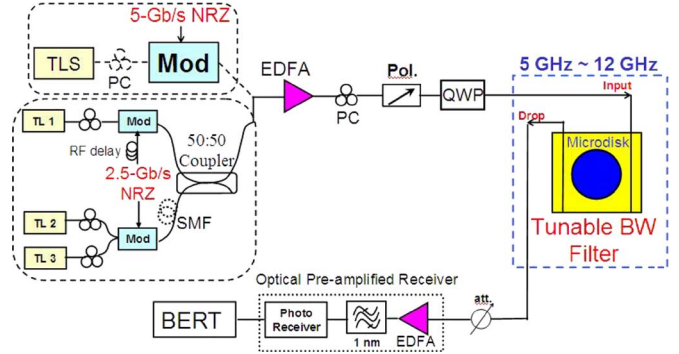 5-Gb/s NRZ
TLS
PC
Mod
EDFA
PC
Pol.
QWP
5 GHz ~ 12 GHz
Input
Drop
Microdisk
Tunable BW
Filter
TL 1
Mod
RF delay
50:50
Coupler
2.5-Gb/s
NRZ
SMF
TL 2
TL 3
Mod
Optical Pre-amplified Receiver
BERT
Photo
Receiver
1 nm
EDFA
att.